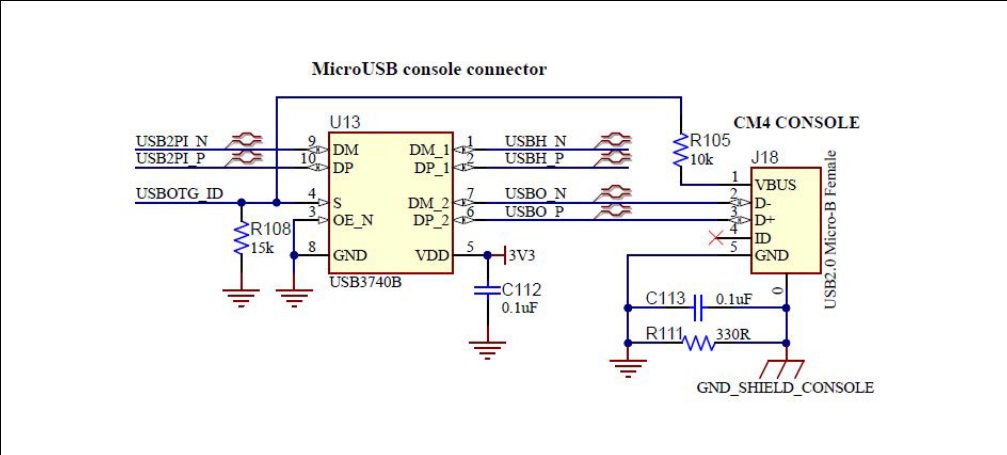 MicroUSB console connector
CM4 CONSOLE
U13
USB2PI_N 9 DM DM_1 1 USBH_N
USB2PI_P 10 DP DP_1 2 USBH_P
USBOTG_ID 4 S DM_2 7 USBO_N
3 OE_N DP_2 6 USBO_P
8 GND VDD 5 3V3
USB3740B
R108
15k
C112
0.1uF
R105
10k
J18
1 VBUS
2 D-
3 D+
4 ID
5 GND
0
USB2.0 Micro-B Female
C113 0.1uF
R111 330R
GND_SHIELD_CONSOLE